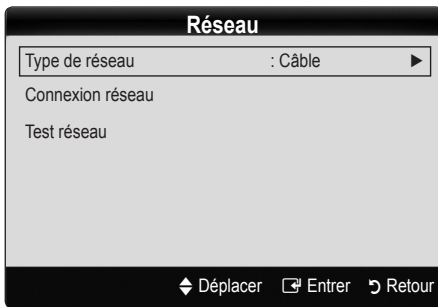 Réseau
Type de réseau : Câble
Connexion réseau
Test réseau
Déplacer Entrer Retour